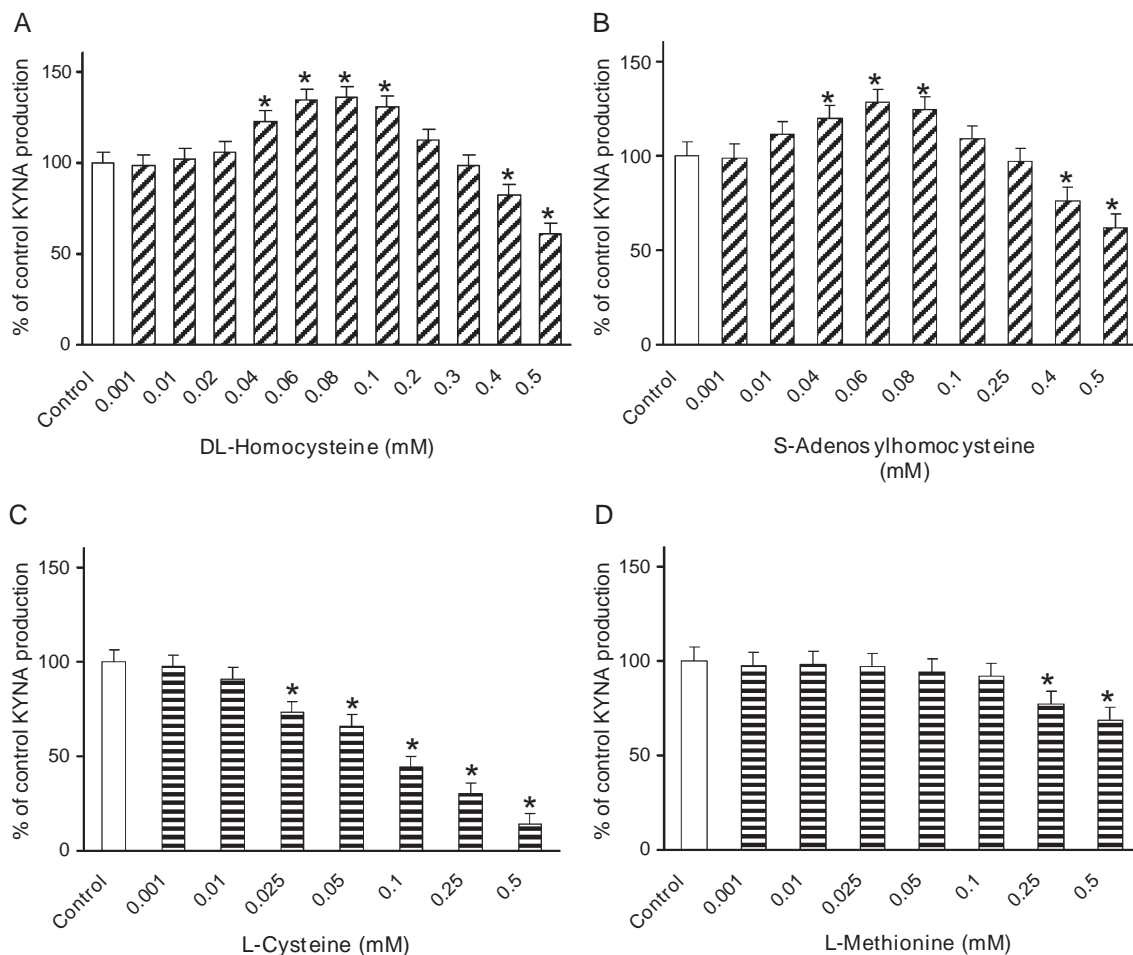 A
% of control KYNA production
150
100
50
0
* * * * * *
Control 0.001 0.01 0.02 0.04 0.06 0.08 0.1 0.2 0.3 0.4 0.5
DL-Homocysteine (mM)
B
% of control KYNA production
150
100
50
0
* * * * *
Control 0.001 0.01 0.04 0.06 0.08 0.1 0.25 0.4 0.5
S-Adenosylhomocysteine
(mM)
C
% of control KYNA production
150
100
50
0
* * * * *
Control 0.001 0.01 0.025 0.05 0.1 0.25 0.5
L-Cysteine (mM)
D
% of control KYNA production
150
100
50
0
* *
Control 0.001 0.01 0.025 0.05 0.1 0.25 0.5
L-Methionine (mM)